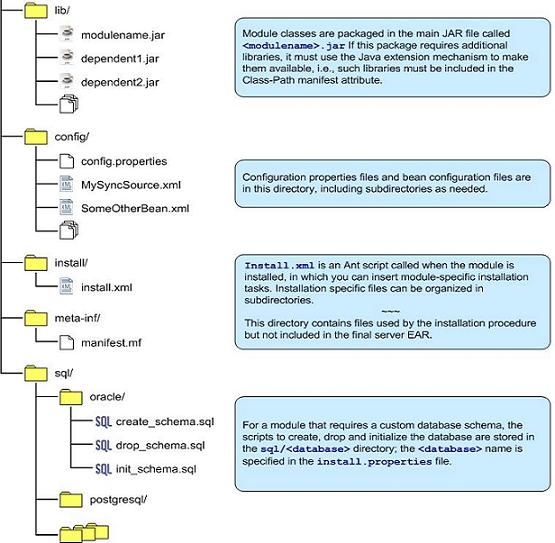 lib/
modulename.jar
dependent1.jar
dependent2.jar
Module classes are packaged in the main JAR file called
<modulename>.jar If this package requires additional
libraries, it must use the Java extension mechanism to make
them available, i.e., such libraries must be included in the
Class-Path manifest attribute.
config/
config.properties
MySyncSource.xml
SomeOtherBean.xml
Configuration properties files and bean configuration files are
in this directory, including subdirectories as needed.
install/
install.xml
Install.xml is an Ant script called when the module is
installed, in which you can insert module-specific installation
tasks. Installation specific files can be organized in
subdirectories.
~~~
This directory contains files used by the installation procedure
but not included in the final server EAR.
meta-inf/
manifest.mf
sql/
oracle/
SQL create_schema.sql
SQL drop_schema.sql
SQL init_schema.sql
postgresql/
For a module that requires a custom database schema, the
scripts to create, drop and initialize the database are stored in
the sql/<database> directory; the <database> name is
specified in the install.properties file.